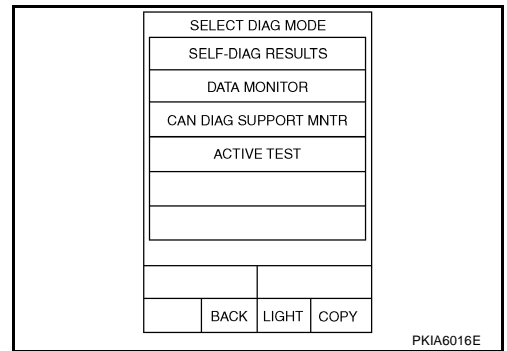 SELECT DIAG MODE
SELF-DIAG RESULTS
DATA MONITOR
CAN DIAG SUPPORT MNTR
ACTIVE TEST
BACK LIGHT COPY
PKIA6016E